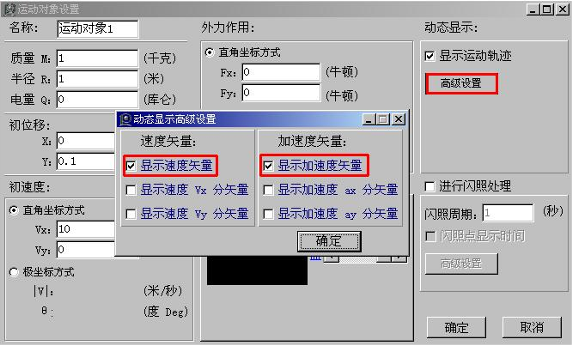 运动对象设置
名称: 运动对象1
质量 M: 1 (千克)
半径 R: 1 (米)
电量 Q: 0 (库仑)
初位移:
X: 0
Y: 0.1
初速度:
直角坐标方式
Vx: 10
Vy: 0
极坐标方式
|V|: (米/秒)
θ: (度 Deg)
外力作用:
直角坐标方式
Fx: 0 (牛顿)
Fy: 0 (牛顿)
动态显示高级设置
速度矢量:
显示速度矢量
显示速度 Vx 分矢量
显示速度 Vy 分矢量
加速度矢量:
显示加速度矢量
显示加速度 ax 分矢量
显示加速度 ay 分矢量
确定
动态显示:
显示运动轨迹
高级设置
进行闪照处理
闪照周期: 1 (秒)
闪照点显示时间
高级设置
确定 取消